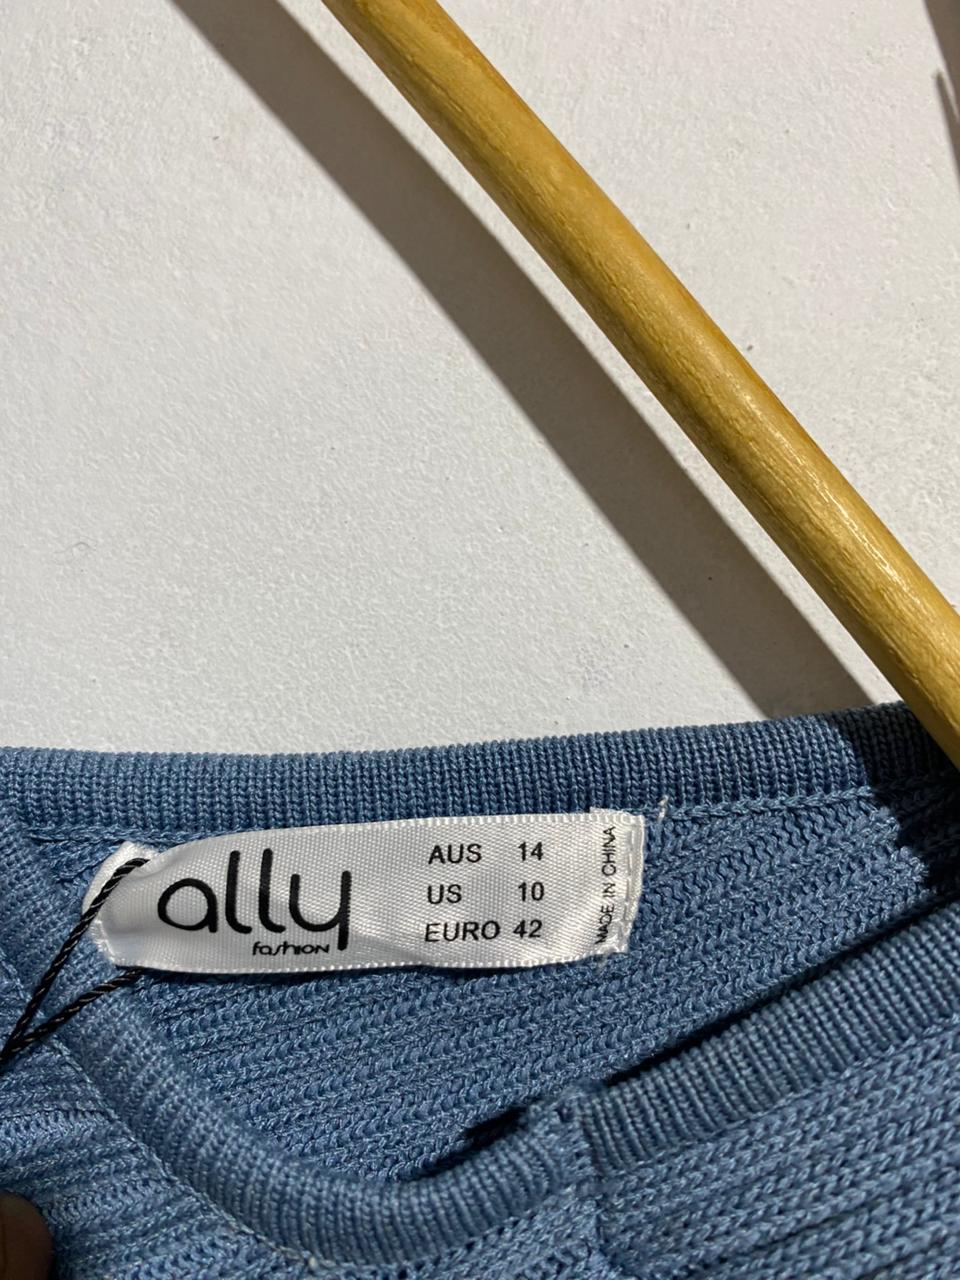 ally
fashion
AUS 14
US 10
EURO 42
MADE IN CHINA